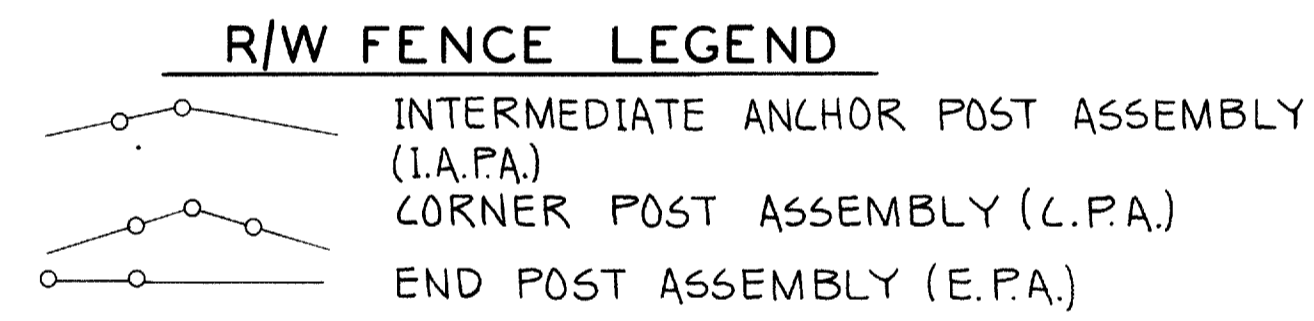 R/W FENCE LEGEND
INTERMEDIATE ANCHOR POST ASSEMBLY
(I.A.P.A.)
CORNER POST ASSEMBLY (C.P.A.)
END POST ASSEMBLY (E.P.A.)